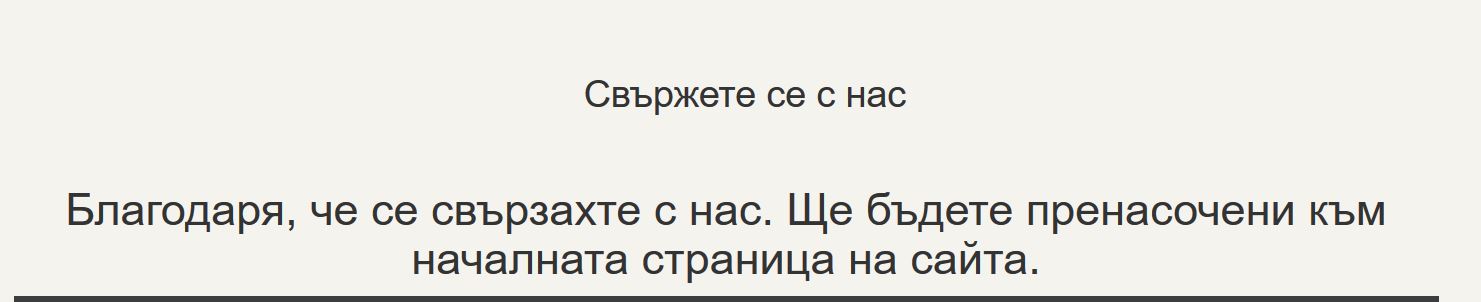 Свържете се с нас
Благодаря, че се свързахте с нас. Ще бъдете пренасочени към
началната страница на сайта.